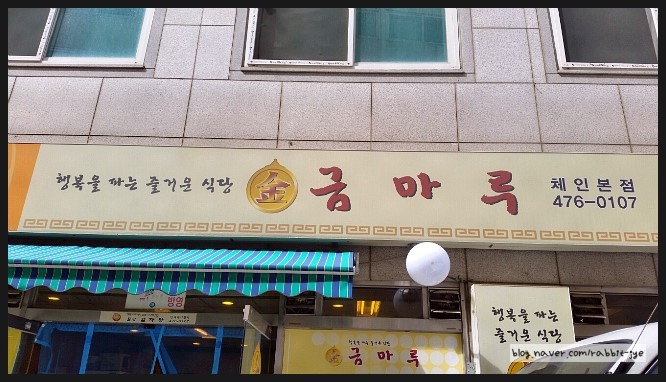 행복을 파는 즐거운 식당
金
금마루
체인본점
476-0107
방영
금마루
행복을 파는
즐거운 식당
blog.naver.com/rabbit-jye